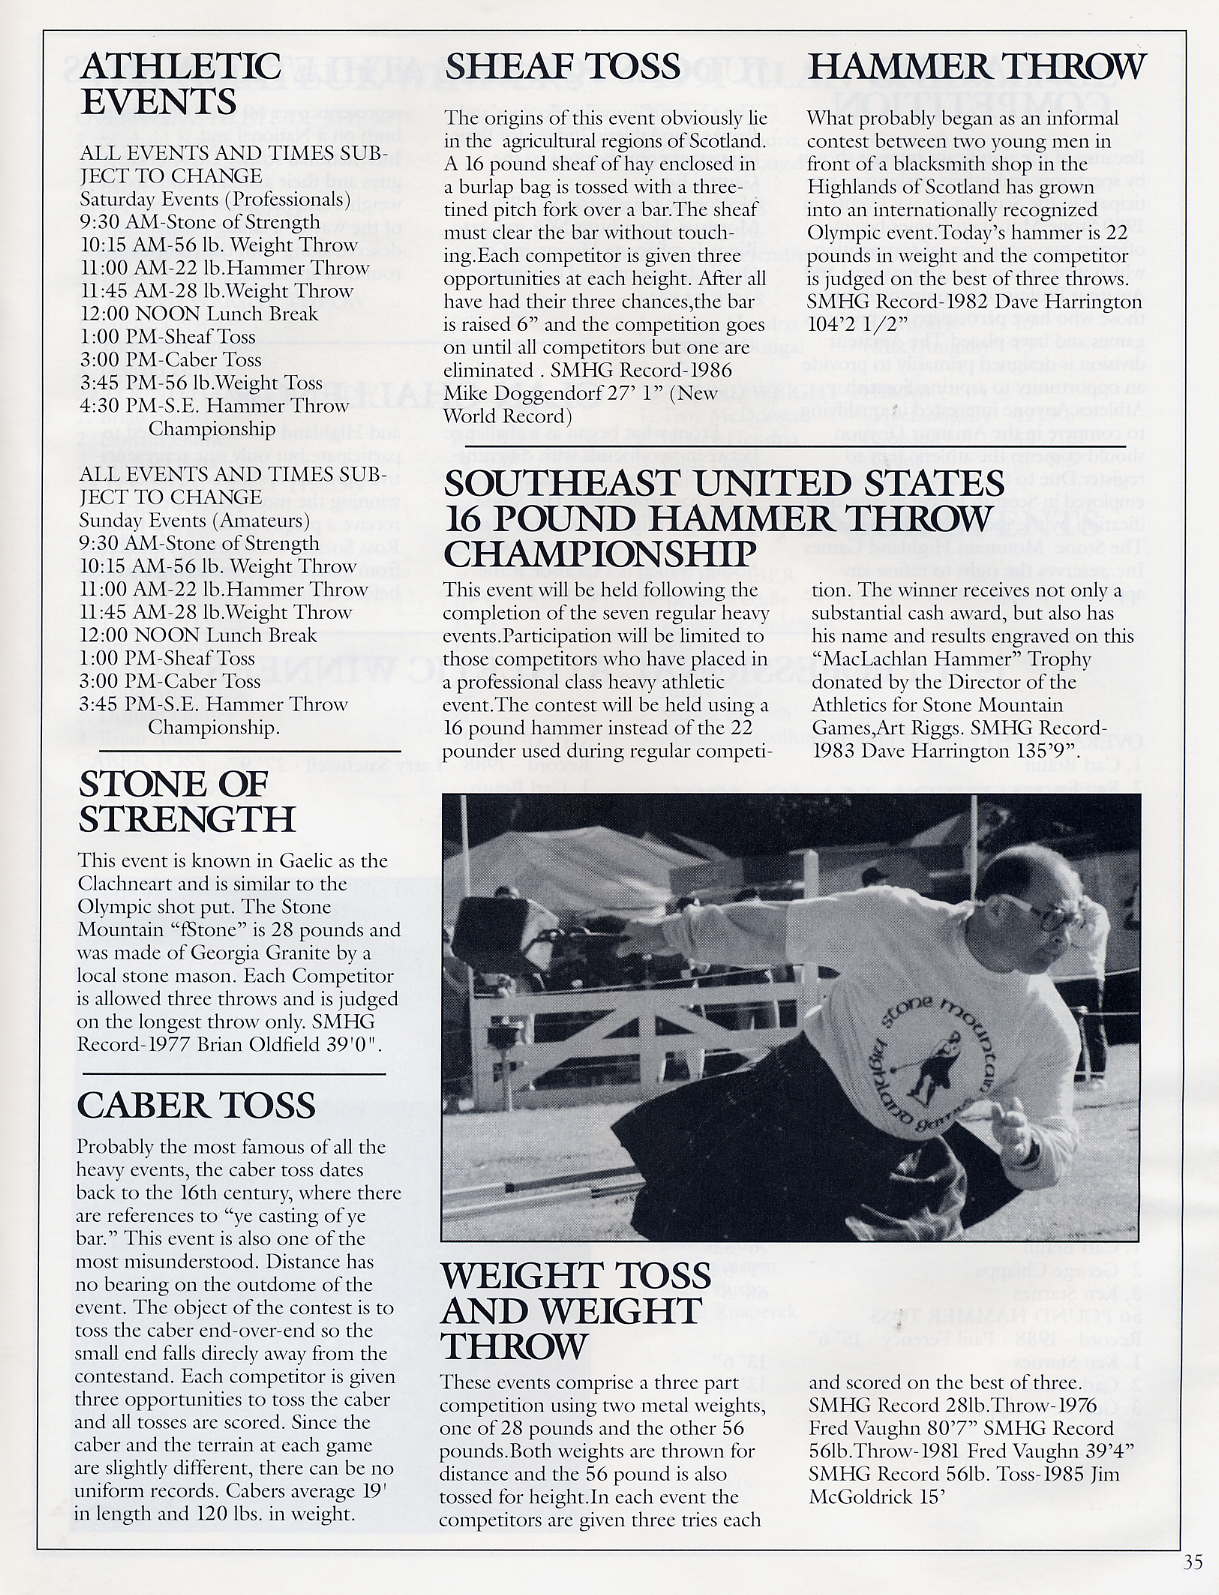 ATHLETIC
EVENTS
ALL EVENTS AND TIMES SUB-
JECT TO CHANGE
Saturday Events (Professionals)
9:30 AM-Stone of Strength
10:15 AM-56 lb. Weight Throw
11:00 AM-22 lb.Hammer Throw
11:45 AM-28 lb.Weight Throw
12:00 NOON Lunch Break
1:00 PM-Sheaf Toss
3:00 PM-Caber Toss
3:45 PM-56 lb.Weight Toss
4:30 PM-S.E. Hammer Throw
Championship
ALL EVENTS AND TIMES SUB-
JECT TO CHANGE
Sunday Events (Amateurs)
9:30 AM-Stone of Strength
10:15 AM-56 lb. Weight Throw
11:00 AM-22 lb.Hammer Throw
11:45 AM-28 lb.Weight Throw
12:00 NOON Lunch Break
1:00 PM-Sheaf Toss
3:00 PM-Caber Toss
3:45 PM-S.E. Hammer Throw
Championship.
STONE OF
STRENGTH
This event is known in Gaelic as the
Clachneart and is similar to the
Olympic shot put. The Stone
Mountain “fStone” is 28 pounds and
was made of Georgia Granite by a
local stone mason. Each Competitor
is allowed three throws and is judged
on the longest throw only. SMHG
Record-1977 Brian Oldfield 39'0".
CABER TOSS
Probably the most famous of all the
heavy events, the caber toss dates
back to the 16th century, where there
are references to “ye casting of ye
bar.” This event is also one of the
most misunderstood. Distance has
no bearing on the outdome of the
event. The object of the contest is to
toss the caber end-over-end so the
small end falls direcly away from the
contestand. Each competitor is given
three opportunities to toss the caber
and all tosses are scored. Since the
caber and the terrain at each game
are slightly different, there can be no
uniform records. Cabers average 19'
in length and 120 lbs. in weight.
SHEAF TOSS
The origins of this event obviously lie
in the agricultural regions of Scotland.
A 16 pound sheaf of hay enclosed in
a burlap bag is tossed with a three-
tined pitch fork over a bar.The sheaf
must clear the bar without touch-
ing.Each competitor is given three
opportunities at each height. After all
have had their three chances,the bar
is raised 6” and the competition goes
on until all competitors but one are
eliminated . SMHG Record-1986
Mike Doggendorf 27’ 1” (New
World Record)
HAMMER THROW
What probably began as an informal
contest between two young men in
front of a blacksmith shop in the
Highlands of Scotland has grown
into an internationally recognized
Olympic event.Today’s hammer is 22
pounds in weight and the competitor
is judged on the best of three throws.
SMHG Record-1982 Dave Harrington
104’2 1/2”
SOUTHEAST UNITED STATES
16 POUND HAMMER THROW
CHAMPIONSHIP
This event will be held following the
completion of the seven regular heavy
events.Participation will be limited to
those competitors who have placed in
a professional class heavy athletic
event.The contest will be held using a
16 pound hammer instead of the 22
pounder used during regular competi-
tion. The winner receives not only a
substantial cash award, but also has
his name and results engraved on this
“MacLachlan Hammer” Trophy
donated by the Director of the
Athletics for Stone Mountain
Games,Art Riggs. SMHG Record-
1983 Dave Harrington 135’9”
stone mountain
highland games
WEIGHT TOSS
AND WEIGHT
THROW
These events comprise a three part
competition using two metal weights,
one of 28 pounds and the other 56
pounds.Both weights are thrown for
distance and the 56 pound is also
tossed for height.In each event the
competitors are given three tries each
and scored on the best of three.
SMHG Record 28lb.Throw-1976
Fred Vaughn 80’7” SMHG Record
56lb.Throw-1981 Fred Vaughn 39’4”
SMHG Record 56lb. Toss-1985 Jim
McGoldrick 15’
35